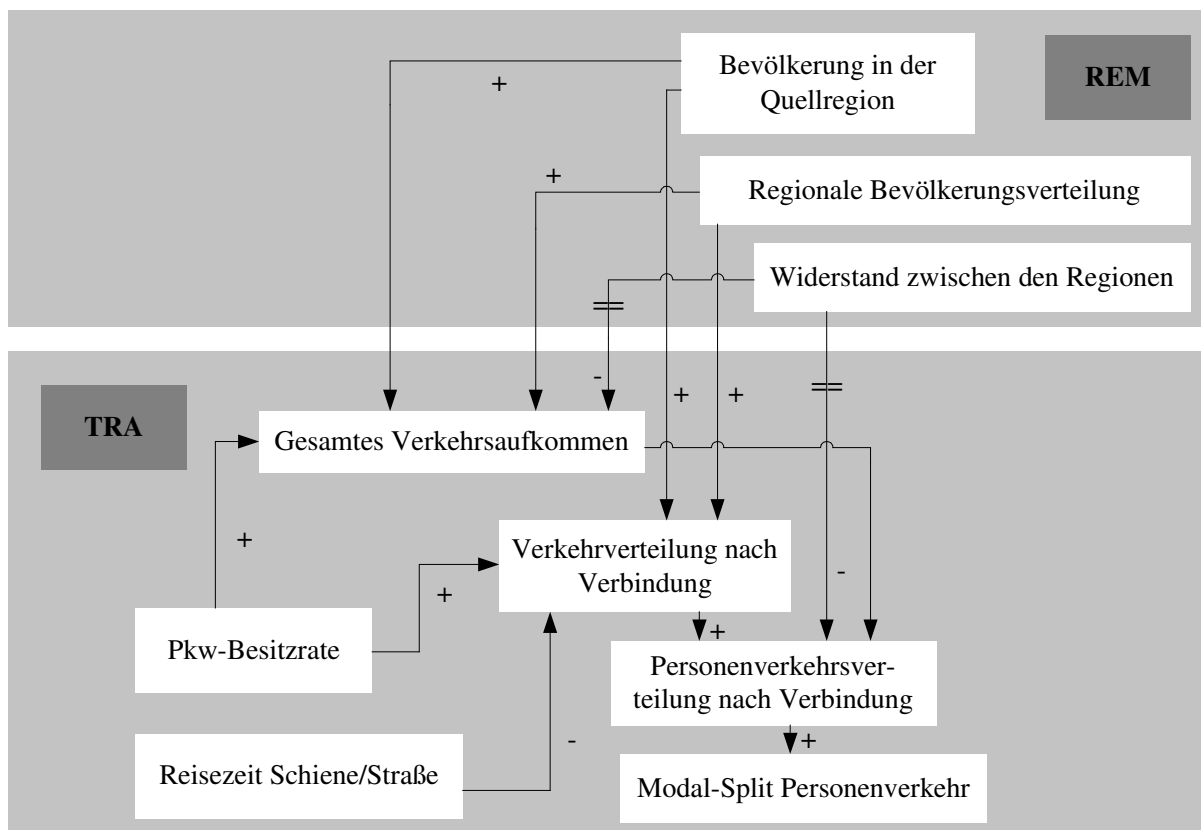 Bevölkerung in der
Quellregion
REM
+
+
Regionale Bevölkerungsverteilung
Widerstand zwischen den Regionen
-
+
+
TRA
Gesamtes Verkehrsaufkommen
+
Verkehrverteilung nach
Verbindung
-
+
Pkw-Besitzrate
+
Personenverkehrsver-
teilung nach Verbindung
-
+
Reisezeit Schiene/Straße
Modal-Split Personenverkehr